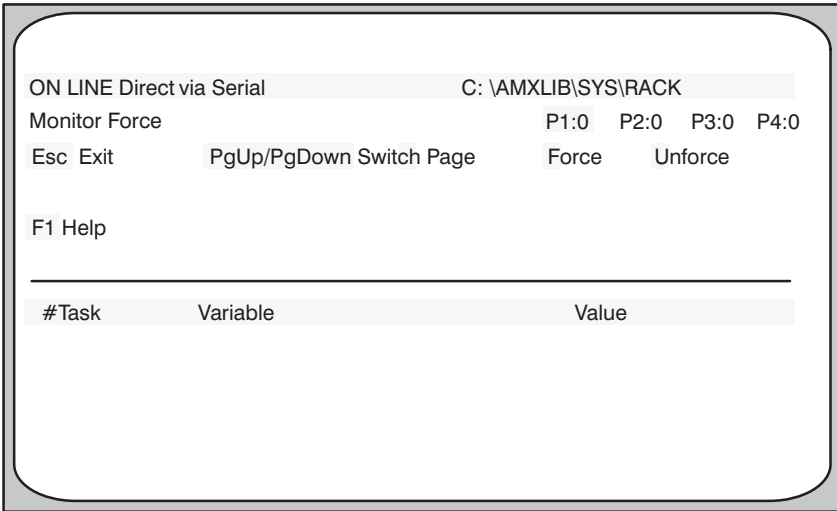 ON LINE Direct via Serial C: \AMXLIB\SYS\RACK
Monitor Force P1:0 P2:0 P3:0 P4:0
Esc Exit PgUp/PgDown Switch Page Force Unforce
F1 Help
#Task Variable Value